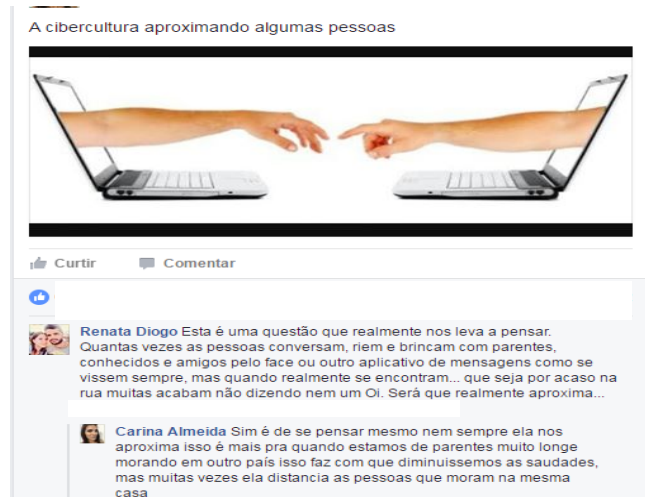 A cibercultura aproximando algumas pessoas
Curtir Comentar
Renata Diogo Esta é uma questão que realmente nos leva a pensar.
Quantas vezes as pessoas conversam, riem e brincam com parentes,
conhecidos e amigos pelo face ou outro aplicativo de mensagens como se
vissem sempre, mas quando realmente se encontram... que seja por acaso na
rua muitas acabam não dizendo nem um Oi. Será que realmente aproxima...
Carina Almeida Sim é de se pensar mesmo nem sempre ela nos
aproxima isso é mais pra quando estamos de parentes muito longe
morando em outro país isso faz com que diminuissemos as saudades,
mas muitas vezes ela distancia as pessoas que moram na mesma
casa